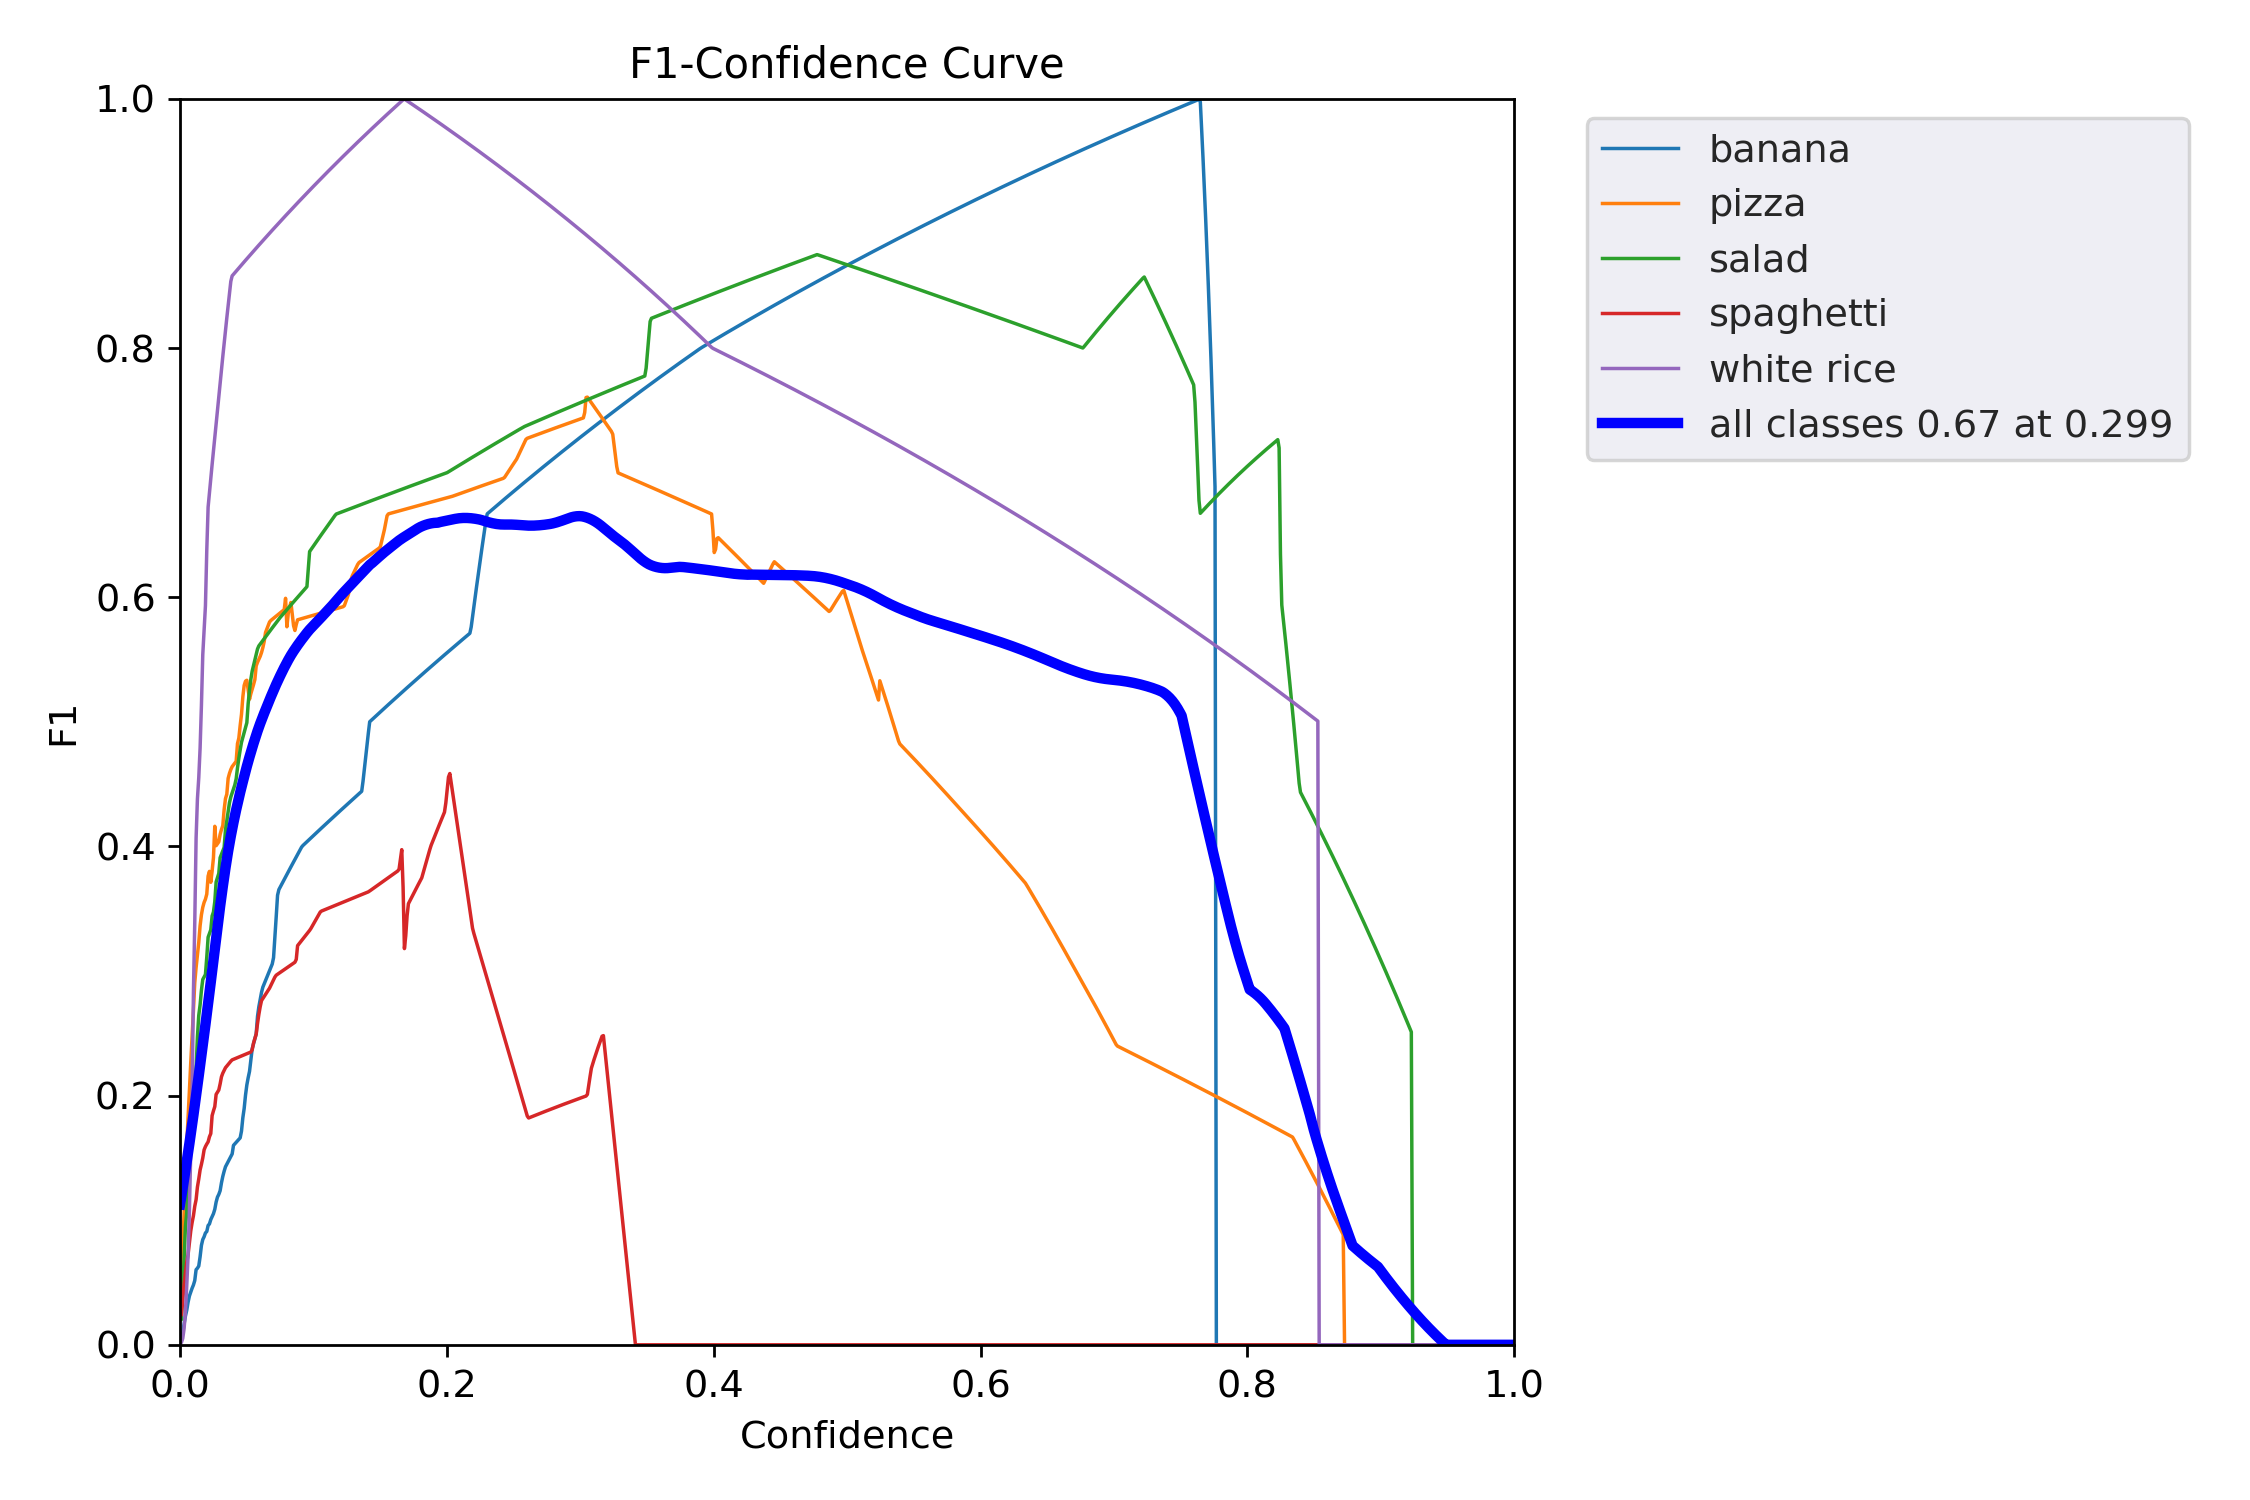 F1-Confidence Curve
1.0
0.8
0.6
0.4
0.2
0.0
F1
0.0 0.2 0.4 0.6 0.8 1.0
Confidence
banana
pizza
salad
spaghetti
white rice
all classes 0.67 at 0.299